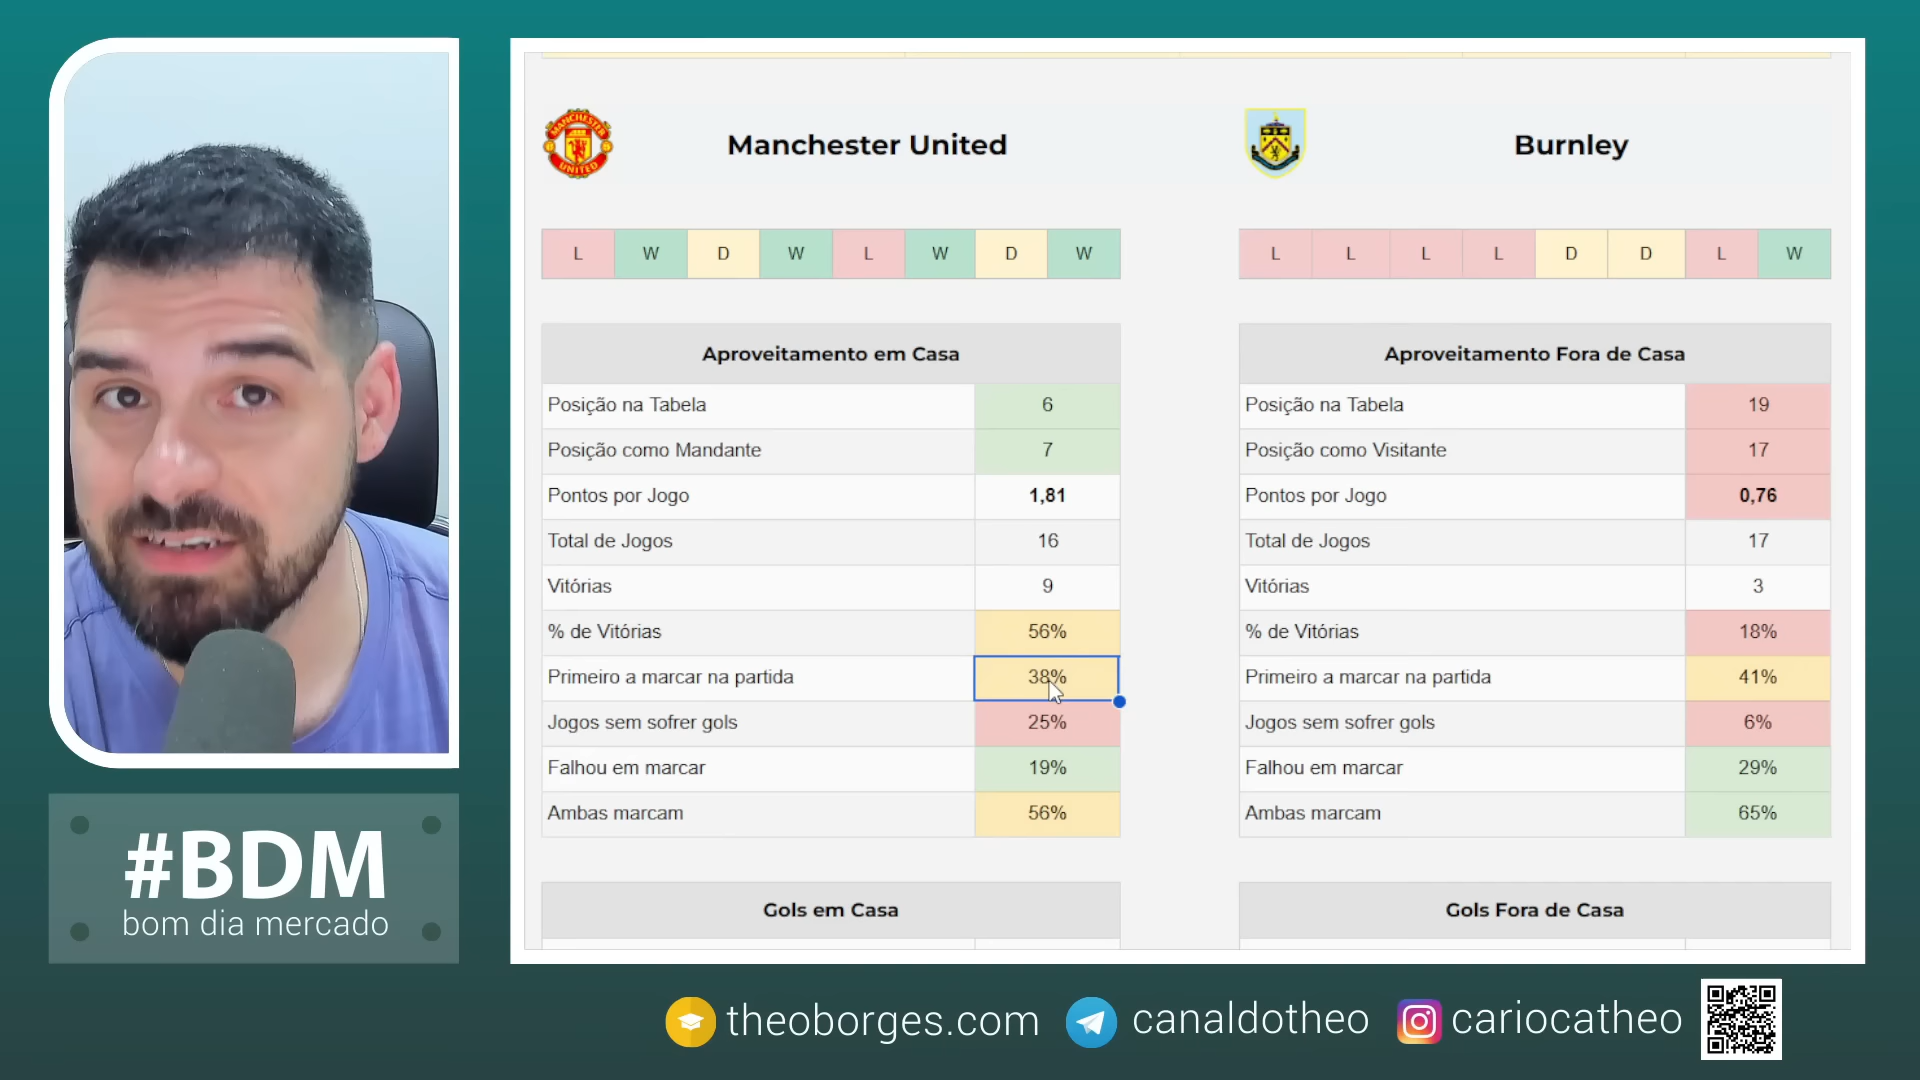 MANCHESTER
UNITED
Manchester United
Burnley
L W D W L W D W
L L L L D D L W
Aproveitamento em Casa
Posição na Tabela 6
Posição como Mandante 7
Pontos por Jogo 1,81
Total de Jogos 16
Vitórias 9
% de Vitórias 56%
Primeiro a marcar na partida 38%
Jogos sem sofrer gols 25%
Falhou em marcar 19%
Ambas marcam 56%
Aproveitamento Fora de Casa
Posição na Tabela 19
Posição como Visitante 17
Pontos por Jogo 0,76
Total de Jogos 17
Vitórias 3
% de Vitórias 18%
Primeiro a marcar na partida 41%
Jogos sem sofrer gols 6%
Falhou em marcar 29%
Ambas marcam 65%
Gols em Casa
Gols Fora de Casa
#BDM
bom dia mercado
theoborges.com
canaldotheo
cariocatheo